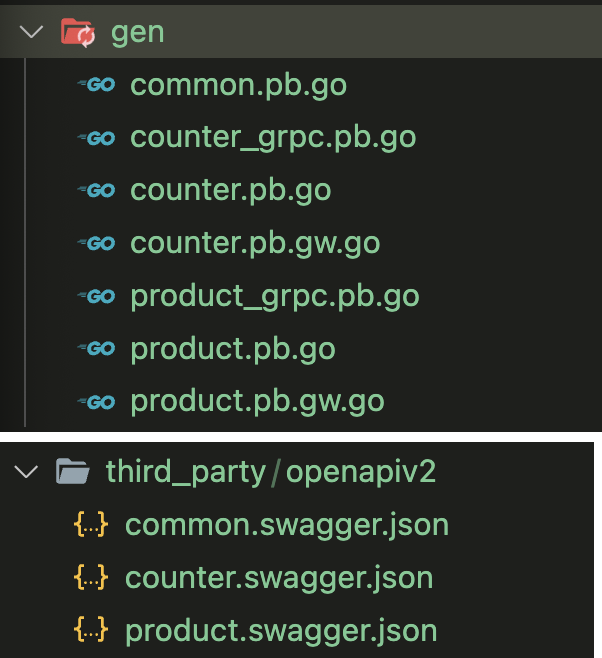 gen
GO common.pb.go
GO counter_grpc.pb.go
GO counter.pb.go
GO counter.pb.gw.go
GO product_grpc.pb.go
GO product.pb.go
GO product.pb.gw.go
third_party/openapiv2
{...} common.swagger.json
{...} counter.swagger.json
{...} product.swagger.json